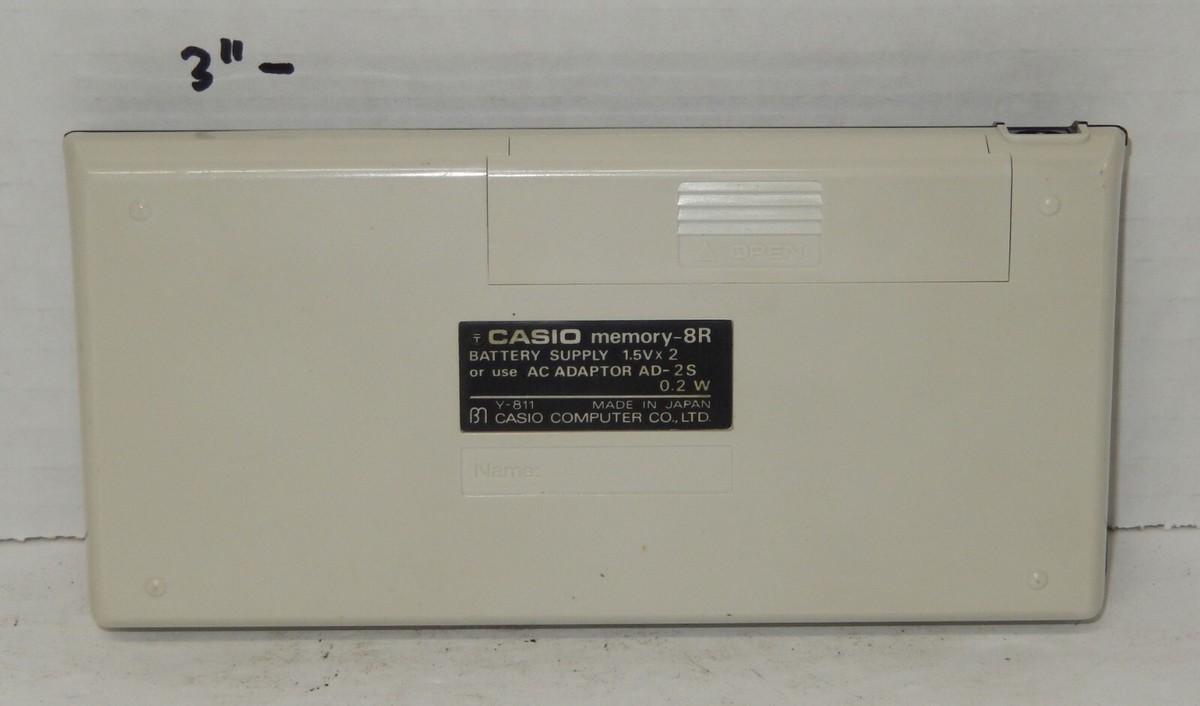 3" -
OPEN
CASIO memory-8R
BATTERY SUPPLY 1.5V x 2
or use AC ADAPTOR AD-2S
0.2 W
Y-811 MADE IN JAPAN
CASIO COMPUTER CO., LTD.
Name: